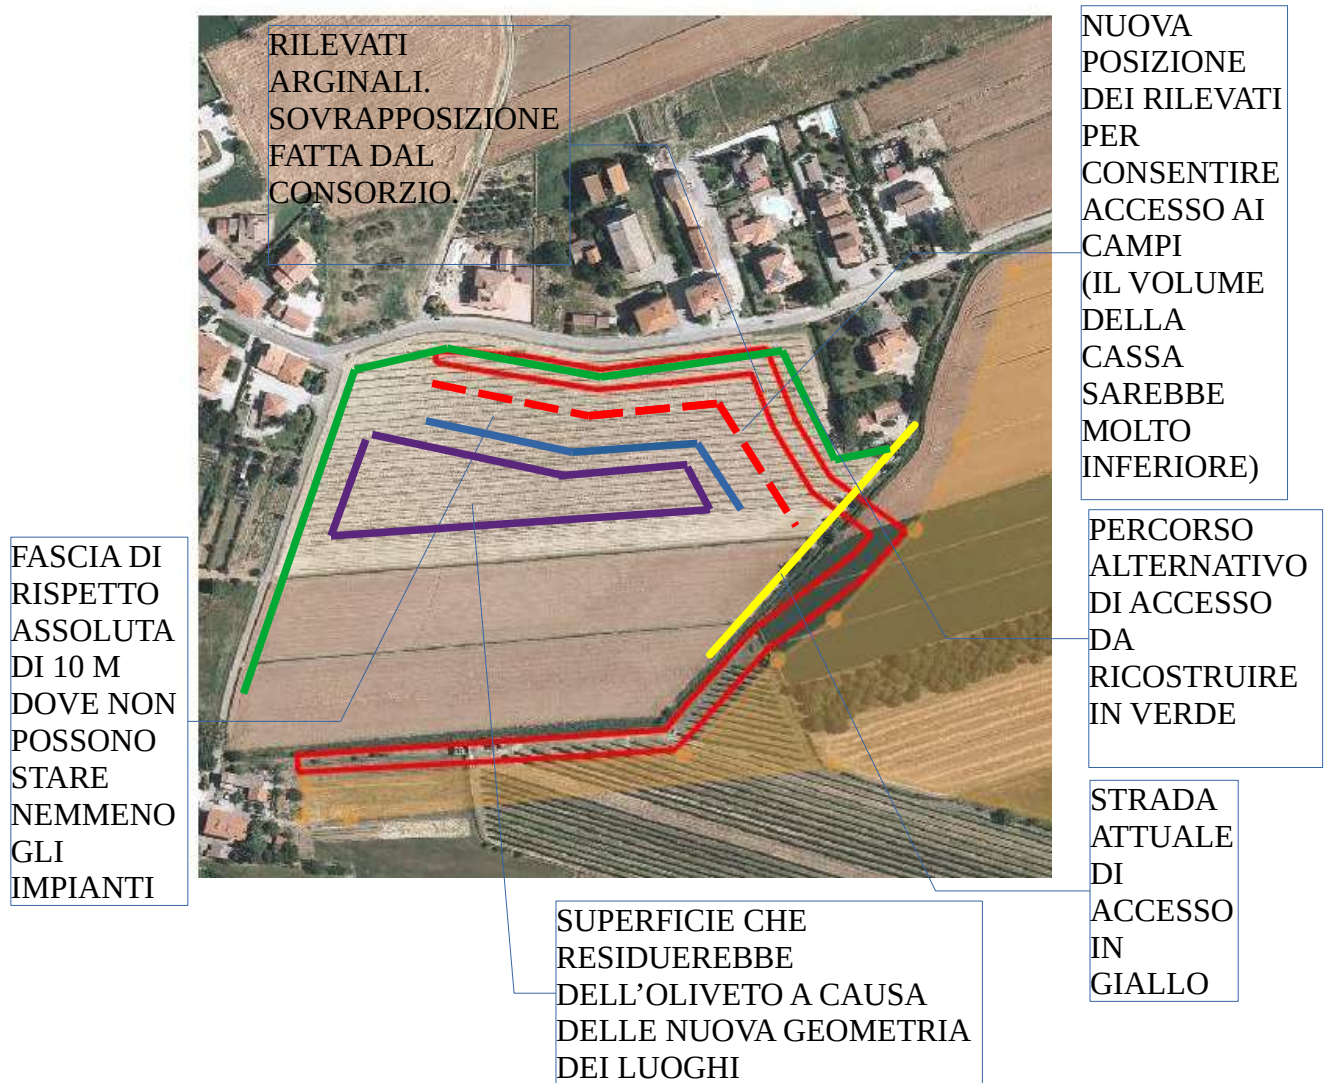 RILEVATI
ARGINALI.
SOVRAPPOSIZIONE
FATTA DAL
CONSORZIO.
NUOVA
POSIZIONE
DEI RILEVATI
PER
CONSENTIRE
ACCESSO AI
CAMPI
(IL VOLUME
DELLA
CASSA
SAREBBE
MOLTO
INFERIORE)
PERCORSO
ALTERNATIVO
DI ACCESSO
DA
RICOSTRUIRE
IN VERDE
FASCIA DI
RISPETTO
ASSOLUTA
DI 10 M
DOVE NON
POSSONO
STARE
NEMMENO
GLI
IMPIANTI
STRADA
ATTUALE
DI
ACCESSO
IN
GIALLO
SUPERFICIE CHE
RESIDUEREBBE
DELL'OLIVETO A CAUSA
DELLE NUOVA GEOMETRIA
DEI LUOGHI